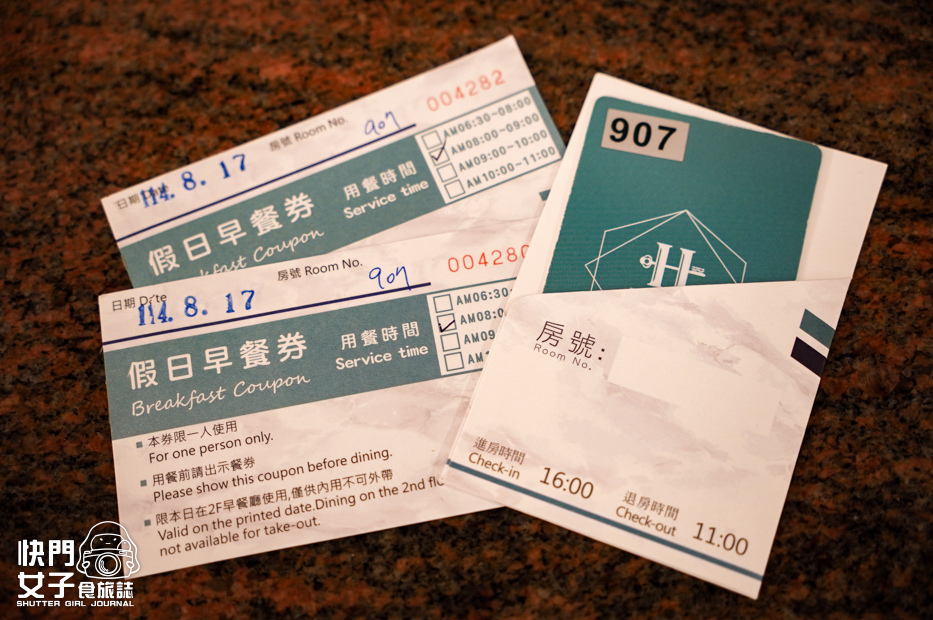 日期 Date 114. 8. 17
房號 Room No. 907
004282
假日早餐券
Breakfast Coupon
用餐時間
Service time
AM06:30~08:00
AM08:00~09:00
AM09:00~10:00
AM10:00~11:00
日期 Date 114. 8. 17
房號 Room No. 907
004280
假日早餐券
Breakfast Coupon
用餐時間
Service time
AM06:30
AM08:0
AM09
■ 本券限一人使用
For one person only.
■ 用餐前請出示餐券
Please show this coupon before dining.
■ 限本日在2F早餐廳使用,僅供內用不可外帶
Valid on the printed date.Dining on the 2nd flo
not available for take-out.
907
H
房號:
Room No.
進房時間
Check-in 16:00
退房時間
Check-out 11:00
快門
女子食旅誌
SHUTTER GIRL JOURNAL